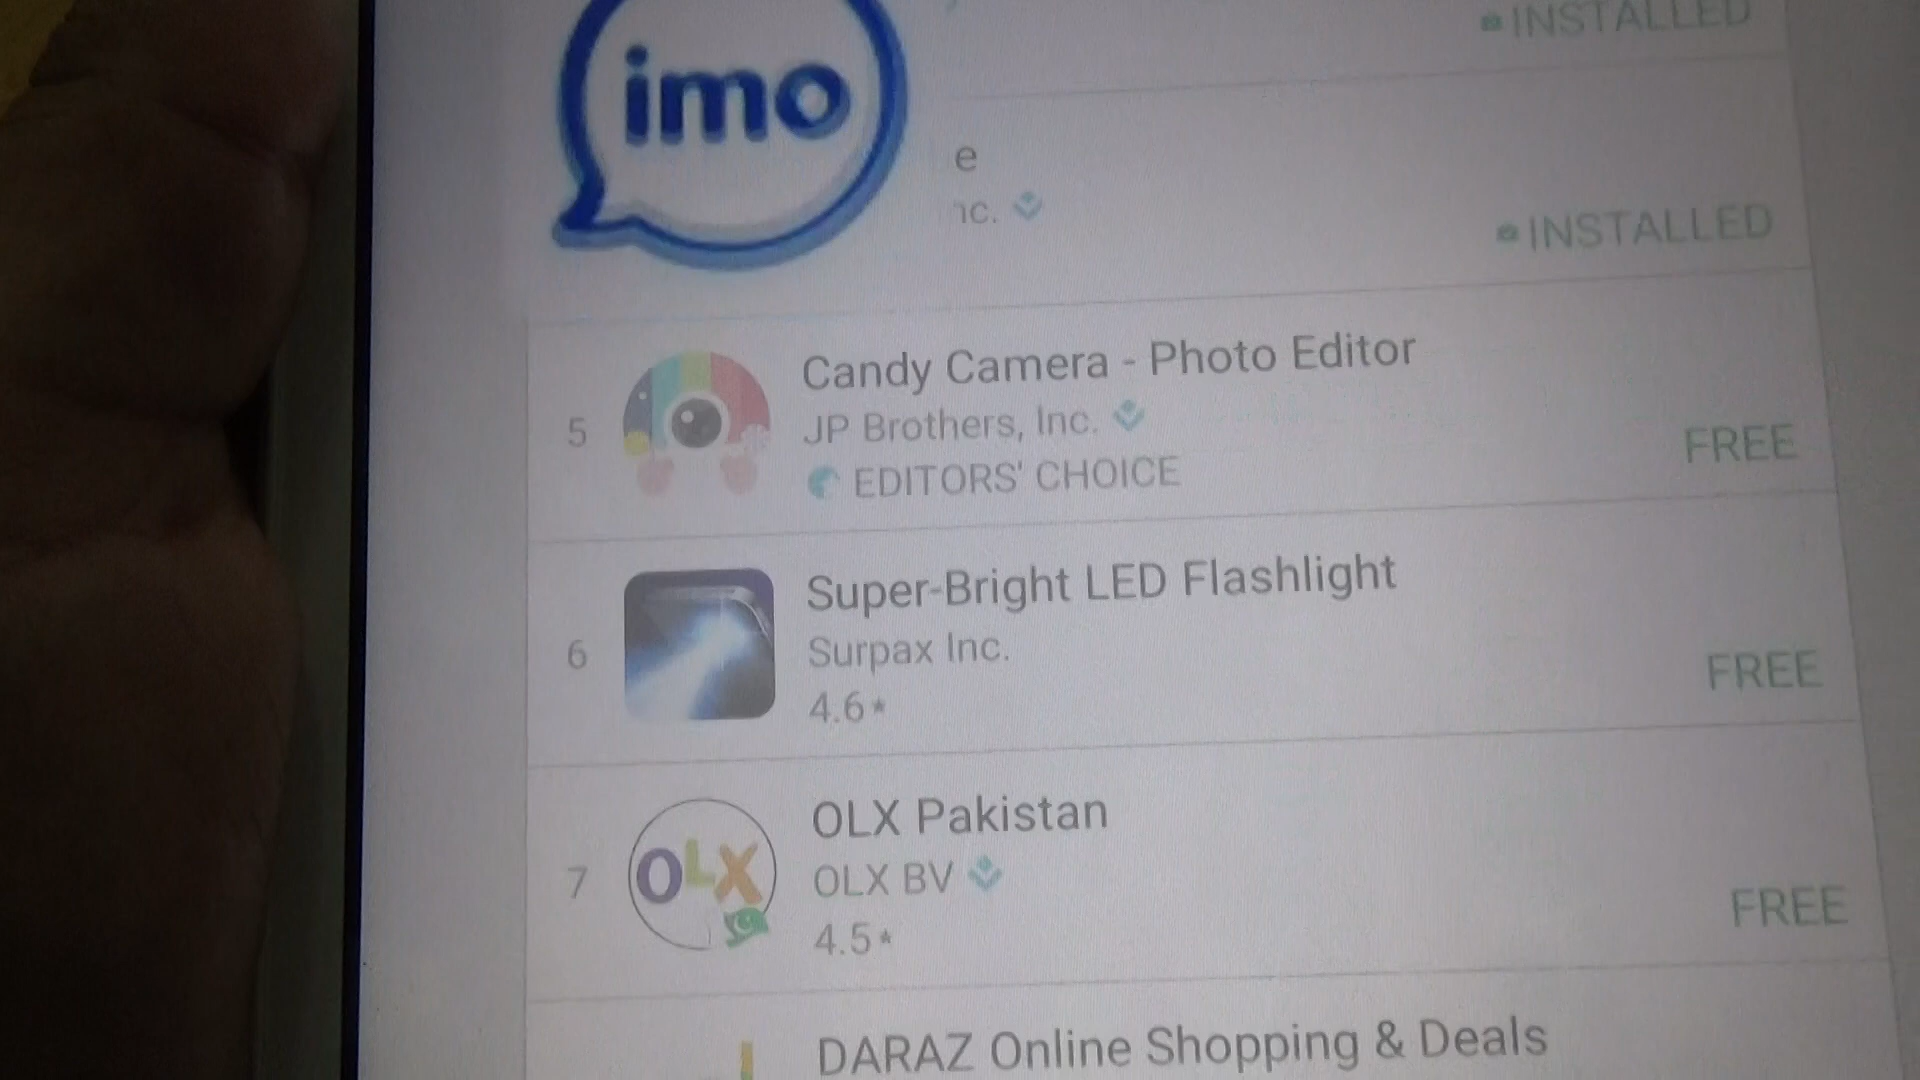 INSTALLED
imo
e
nc.
INSTALLED
5
Candy Camera - Photo Editor
JP Brothers, Inc.
EDITORS' CHOICE
FREE
6
Super-Bright LED Flashlight
Surpax Inc.
4.6★
FREE
7
OLX
OLX Pakistan
OLX BV
4.5★
FREE
DARAZ Online Shopping & Deals